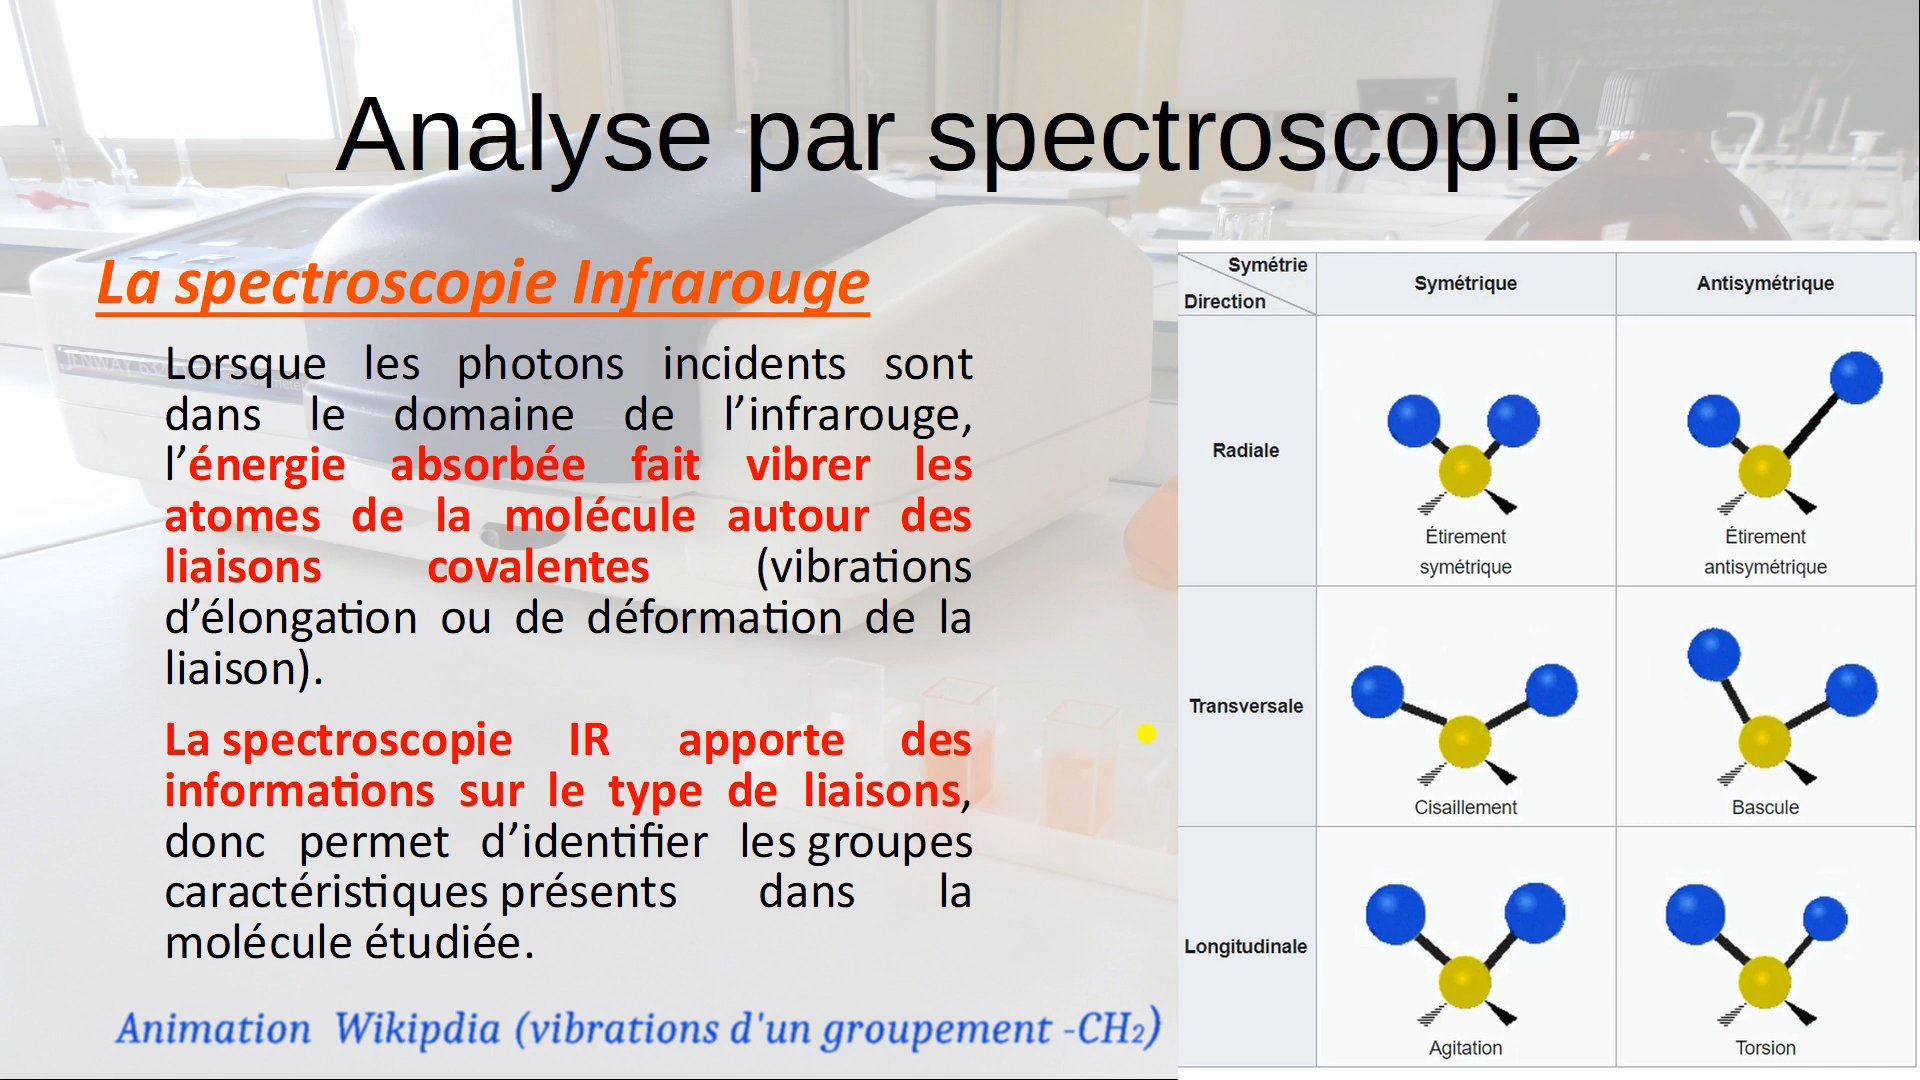 Analyse par spectroscopie
La spectroscopie Infrarouge
Lorsque les photons incidents sont
dans le domaine de l’infrarouge,
l’énergie absorbée fait vibrer les
atomes de la molécule autour des
liaisons covalentes (vibrations
d’élongation ou de déformation de la
liaison).
La spectroscopie IR apporte des
informations sur le type de liaisons,
donc permet d’identifier les groupes
caractéristiques présents dans la
molécule étudiée.
Animation Wikipdia (vibrations d'un groupement -CH₂)
Symétrie
Direction
Symétrique
Antisymétrique
Radiale
Étirement
symétrique
Étirement
antisymétrique
Transversale
Cisaillement
Bascule
Longitudinale
Agitation
Torsion
JENWAY